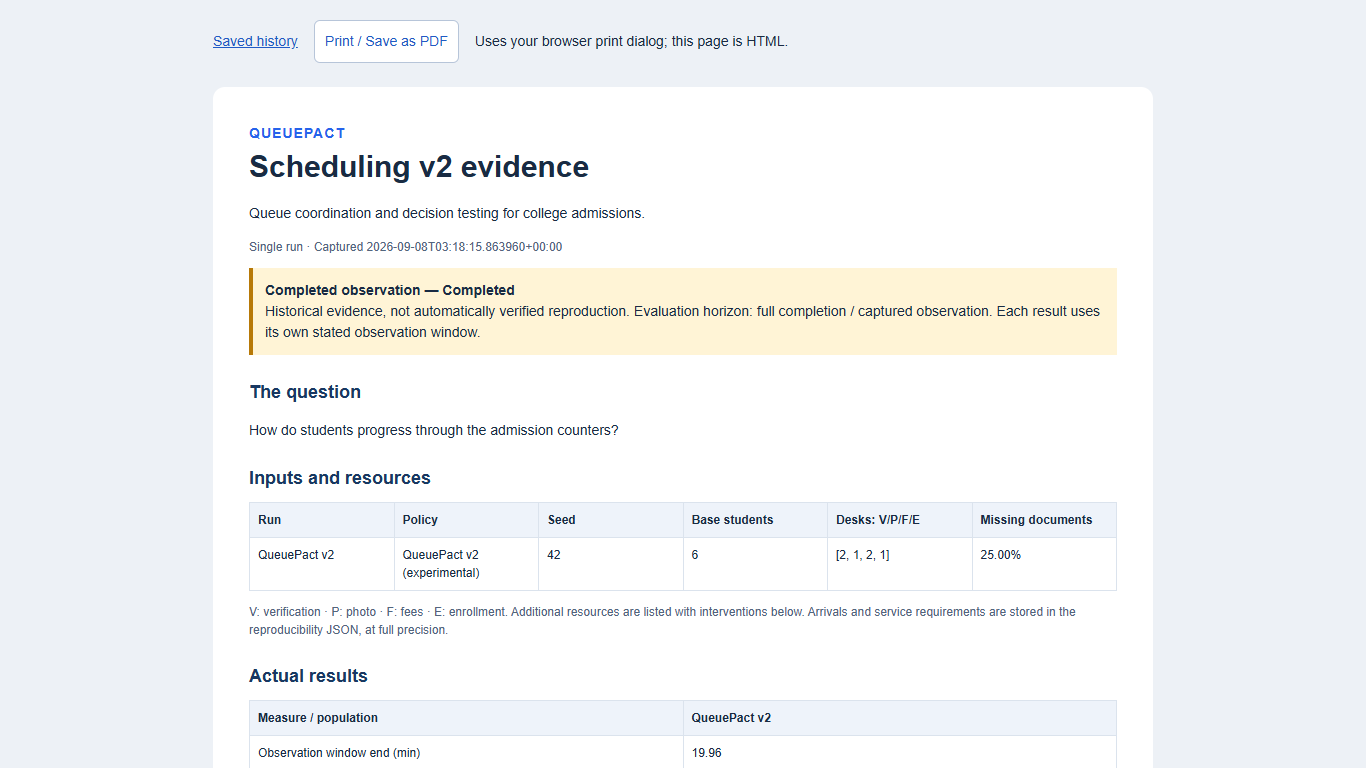 Saved history Print / Save as PDF Uses your browser print dialog; this page is HTML.
QUEUEPACT
Scheduling v2 evidence
Queue coordination and decision testing for college admissions.
Single run · Captured 2026-09-08T03:18:15.863960+00:00
Completed observation — Completed
Historical evidence, not automatically verified reproduction. Evaluation horizon: full completion / captured observation. Each result uses
its own stated observation window.
The question
How do students progress through the admission counters?
Inputs and resources
Run Policy Seed Base students Desks: V/P/F/E Missing documents
QueuePact v2 QueuePact v2 42 6 [2, 1, 2, 1] 25.00%
(experimental)
V: verification · P: photo · F: fees · E: enrollment. Additional resources are listed with interventions below. Arrivals and service requirements are stored in the
reproducibility JSON, at full precision.
Actual results
Measure / population QueuePact v2
Observation window end (min) 19.96